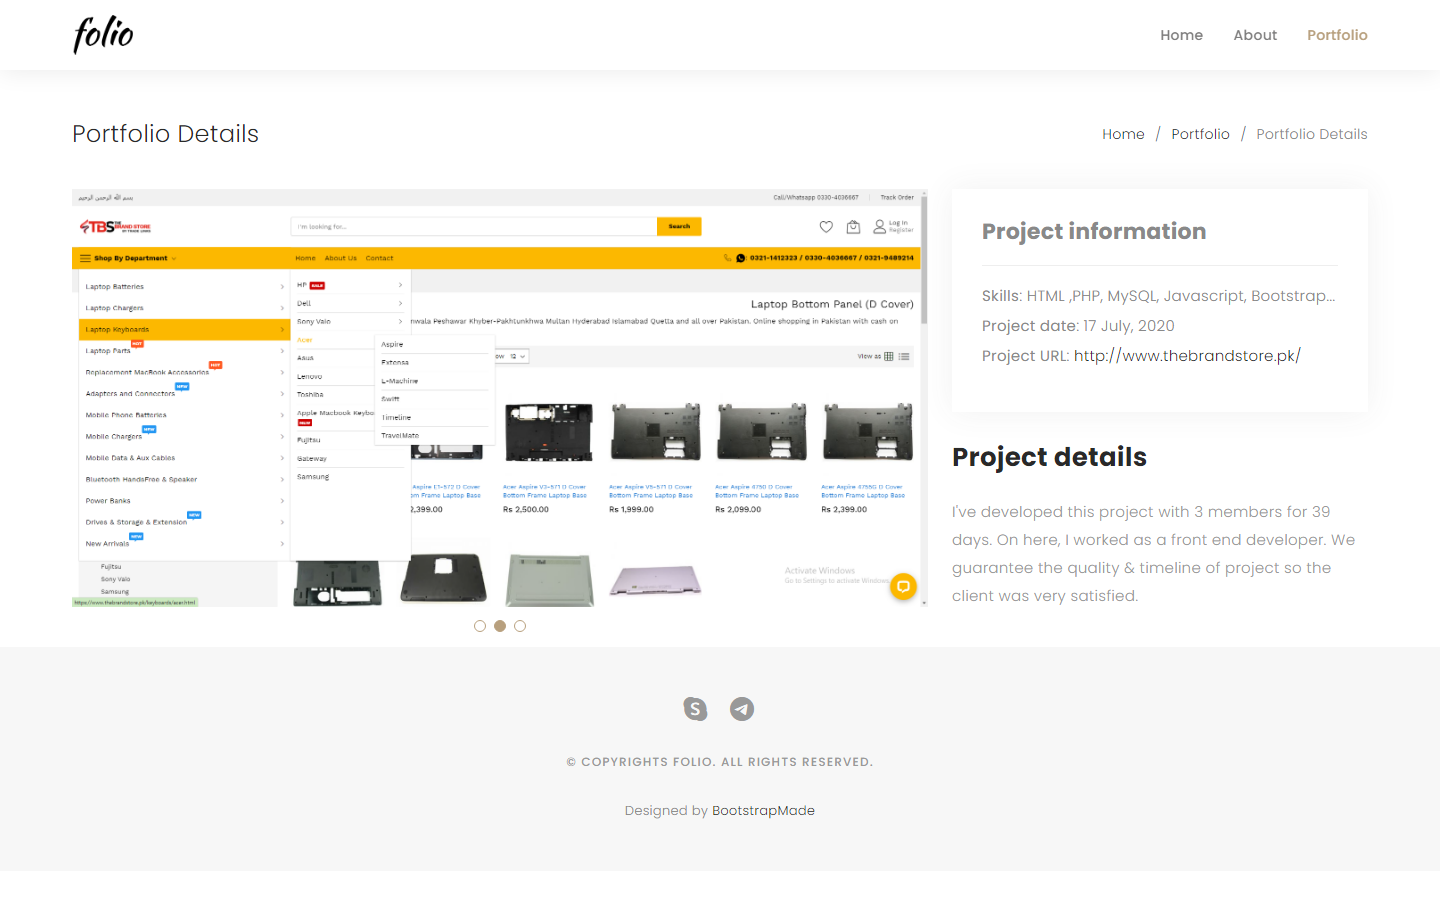 folio
Home
About
Portfolio
Portfolio Details
Home / Portfolio / Portfolio Details
بسم الله الرحمن الرحيم
Call/Whatsapp 0330-4036667
Track Order
TBS THE BRAND STORE
I'm looking for...
Search
Log in
Register
Shop By Department
Home
About Us
Contact
0321-1412323 / 0330-4036667 / 0321-9489214
Laptop Batteries
Laptop Chargers
Laptop Keyboards
Laptop Parts HOT
Replacement MacBook Accessories HOT
Adapters and Connectors NEW
Mobile Phone Batteries
Mobile Chargers NEW
Mobile Data & Aux Cables
Bluetooth HandsFree & Speaker
Power Banks
Drives & Storage & Extension NEW
New Arrivals NEW
Fujitsu
Sony Vaio
Samsung
https://www.thebrandstore.pk/keyboards/acer.html
HP SALE
Dell
Sony Vaio
Acer
Asus
Lenovo
Toshiba
Apple Macbook Keybo
NEW
Fujitsu
Gateway
Samsung
Aspire
Extensa
E-Machine
Swift
Timeline
TravelMate
Laptop Bottom Panel (D Cover)
nwala Peshawar Khyber-Pakhtunkhwa Multan Hyderabad Islamabad Quetta and all over Pakistan. Online shopping in Pakistan with cash on
ow 12
View as
Acer Aspire E1-572 D Cover
om Frame Laptop Base
2,399.00
Acer Aspire V3-571 D Cover
Bottom Frame Laptop Base
Rs 2,500.00
Acer Aspire V5-571 D Cover
Bottom Frame Laptop Base
Rs 1,999.00
Acer Aspire 4750 D Cover
Bottom Frame Laptop Base
Rs 2,099.00
Acer Aspire 4755G D Cover
Bottom Frame Laptop Base
Rs 2,399.00
Activate Windows
Go to Settings to activate Windows.
Project information
Skills: HTML ,PHP, MySQL, Javascript, Bootstrap...
Project date: 17 July, 2020
Project URL: http://www.thebrandstore.pk/
Project details
I've developed this project with 3 members for 39
days. On here, I worked as a front end developer. We
guarantee the quality & timeline of project so the
client was very satisfied.
© COPYRIGHTS FOLIO. ALL RIGHTS RESERVED.
Designed by BootstrapMade